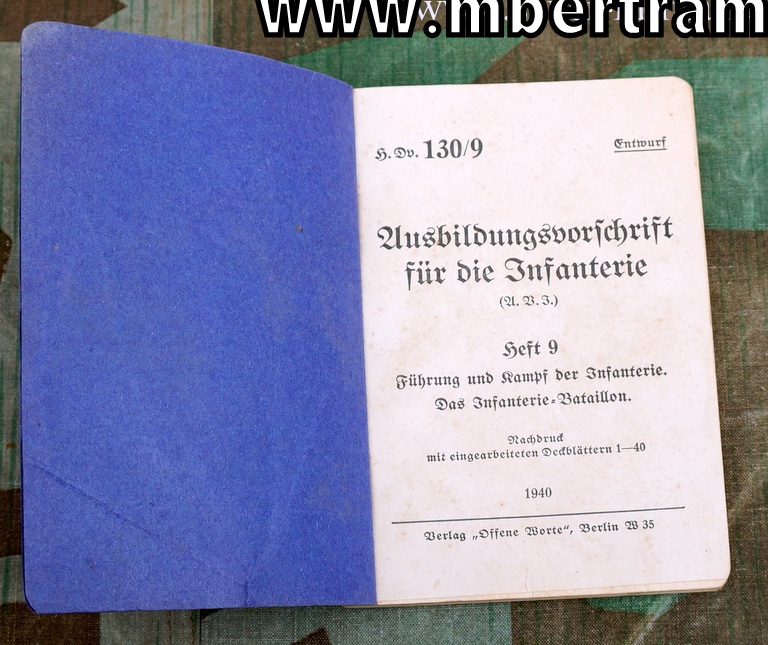 www.mbertram
H. Dv. 130/9
Entwurf
Ausbildungsvorschrift
für die Infanterie
(A. V. I.)
Heft 9
Führung und Kampf der Infanterie.
Das Infanterie-Bataillon.
Nachdruck
mit eingearbeiteten Deckblättern 1—40
1940
Verlag „Offene Worte“, Berlin W 35